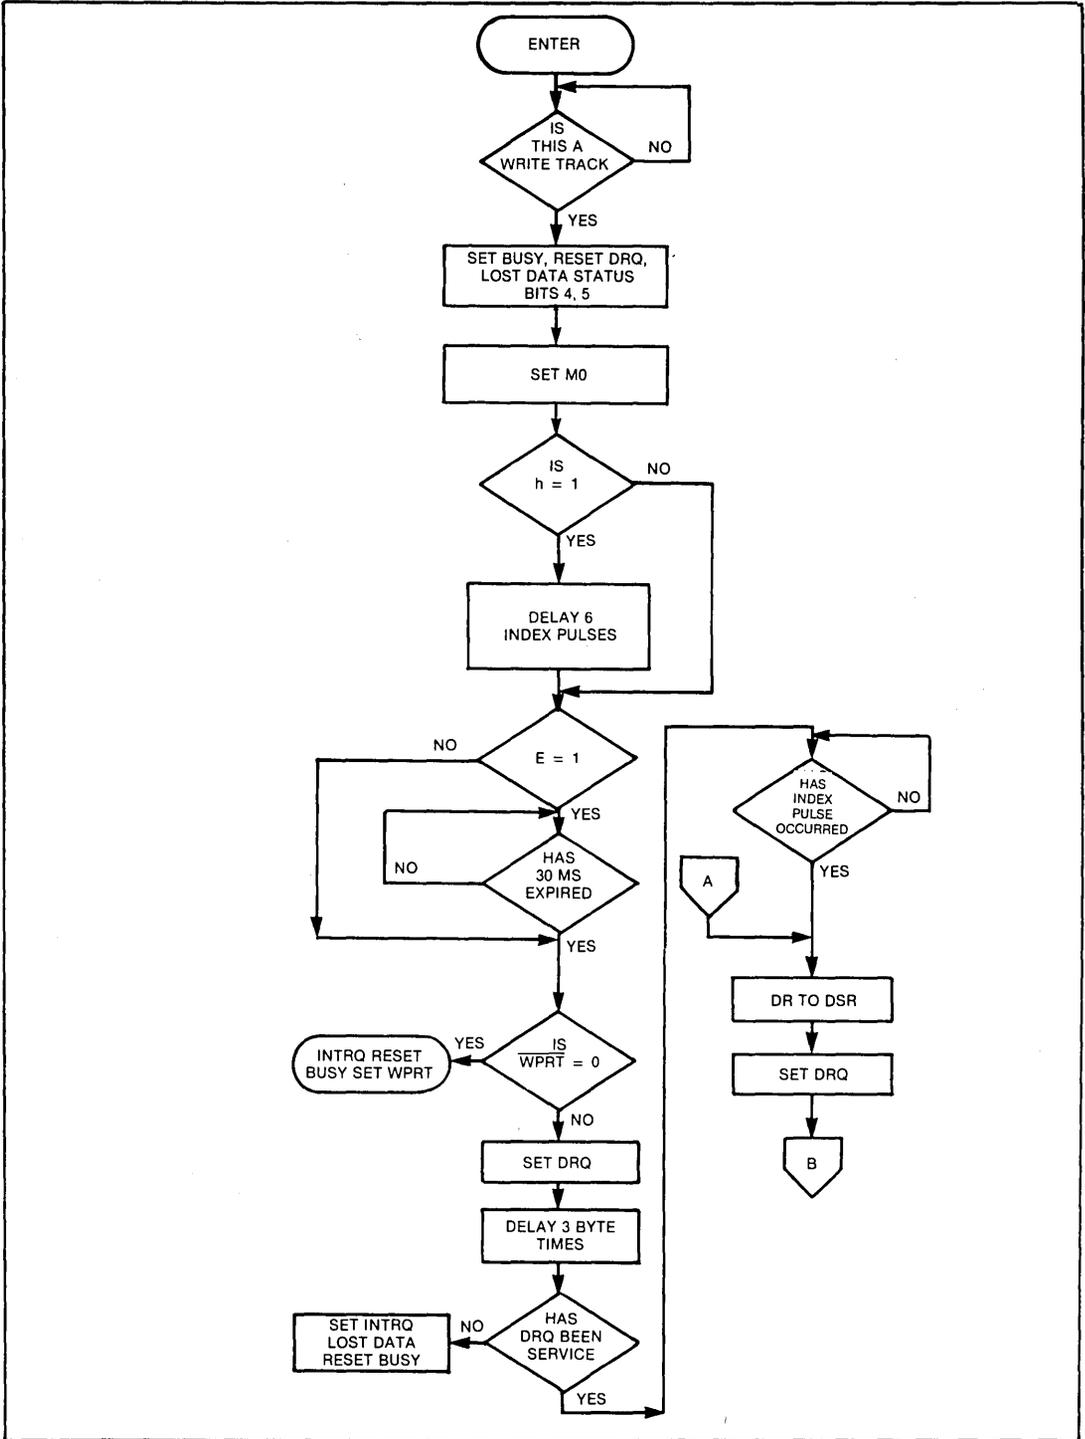 ENTER
IS
THIS A
WRITE TRACK
NO
YES
SET BUSY, RESET DRQ,
LOST DATA STATUS
BITS 4, 5
SET M0
IS
h = 1
NO
YES
DELAY 6
INDEX PULSES
NO
E = 1
YES
HAS
30 MS
EXPIRED
NO
YES
IS
WPRT = 0
YES
INTRQ RESET
BUSY SET WPRT
NO
SET DRQ
DELAY 3 BYTE
TIMES
HAS
DRQ BEEN
SERVICE
NO
SET INTRQ
LOST DATA
RESET BUSY
YES
HAS
INDEX
PULSE
OCCURRED
NO
YES
A
DR TO DSR
SET DRQ
B